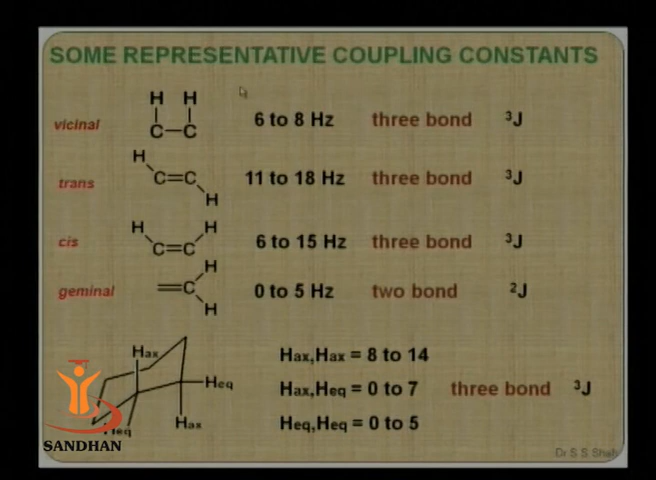 SOME REPRESENTATIVE COUPLING CONSTANTS
H H
vicinal C-C 6 to 8 Hz three bond ³J
H
trans C=C 11 to 18 Hz three bond ³J
H
H H
cis C=C 6 to 15 Hz three bond ³J
H
geminal =C 0 to 5 Hz two bond ²J
H
Hax Hax,Hax = 8 to 14
Heq Hax,Heq = 0 to 7 three bond ³J
Heq Hax Heq,Heq = 0 to 5
SANDHAN
Dr S S Shah